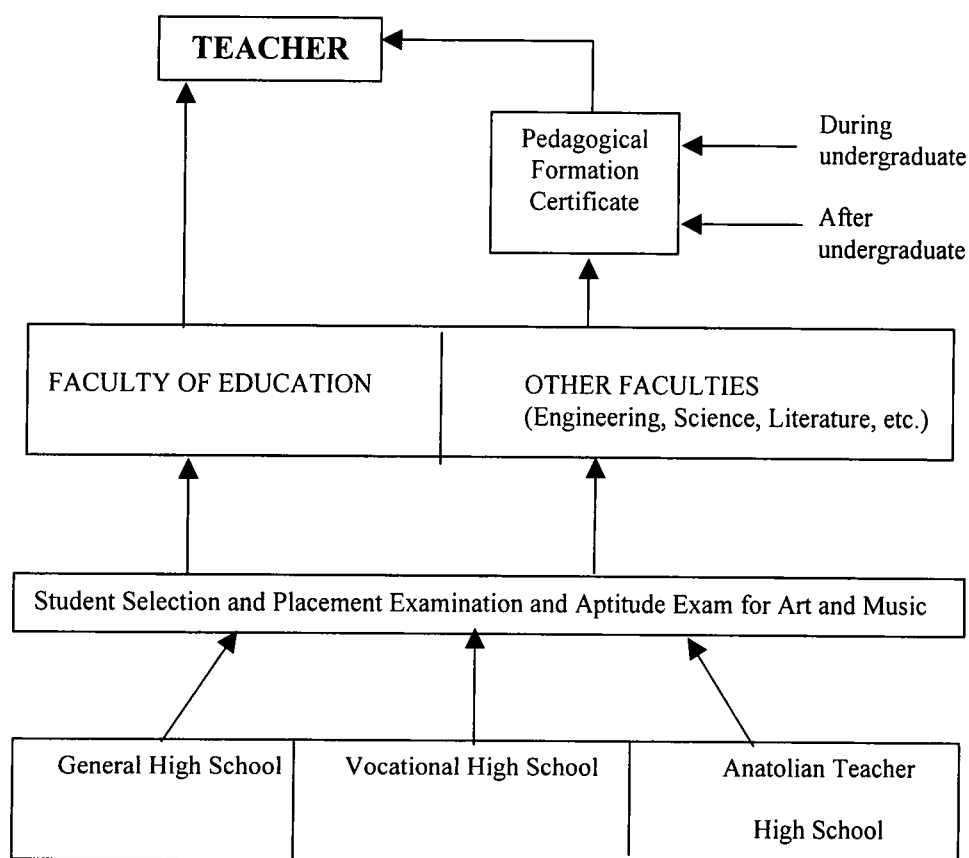 TEACHER
Pedagogical
Formation
Certificate
During
undergraduate
After
undergraduate
FACULTY OF EDUCATION
OTHER FACULTIES
(Engineering, Science, Literature, etc.)
Student Selection and Placement Examination and Aptitude Exam for Art and Music
General High School
Vocational High School
Anatolian Teacher
High School